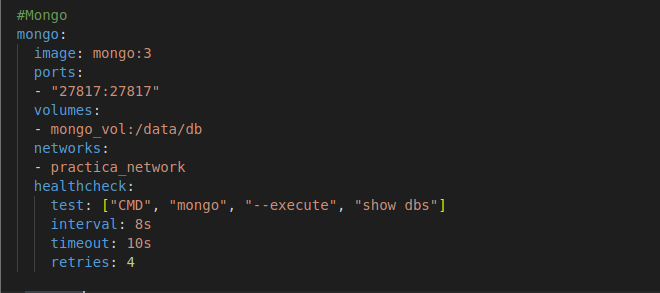 #Mongo
mongo:
image: mongo:3
ports:
- "27817:27817"
volumes:
- mongo_vol:/data/db
networks:
- practica_network
healthcheck:
test: ["CMD", "mongo", "--execute", "show dbs"]
interval: 8s
timeout: 10s
retries: 4